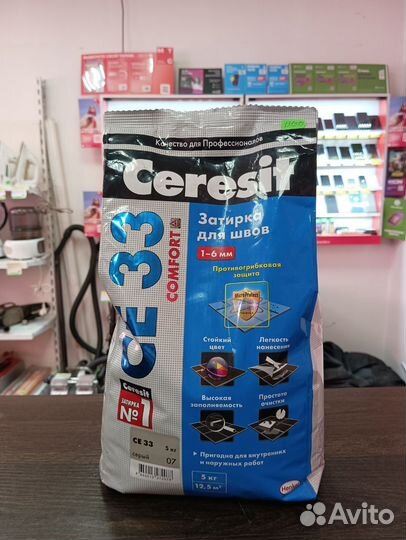 Качество для Профессионалов
Ceresit
CE 33
COMFORT
Затирка
для швов
1-6 мм
Противогрибковая
защита
MicroProtect
Стойкий
цвет
Легкость
нанесения
Высокая
заполняемость
Простота
очистки
Ceresit
ЗАТИРКА
№1
CE 33
5 кг
серый
07
Пригодно для внутренних
и наружных работ
5 кг
12,5 м²
Henkel
Avito